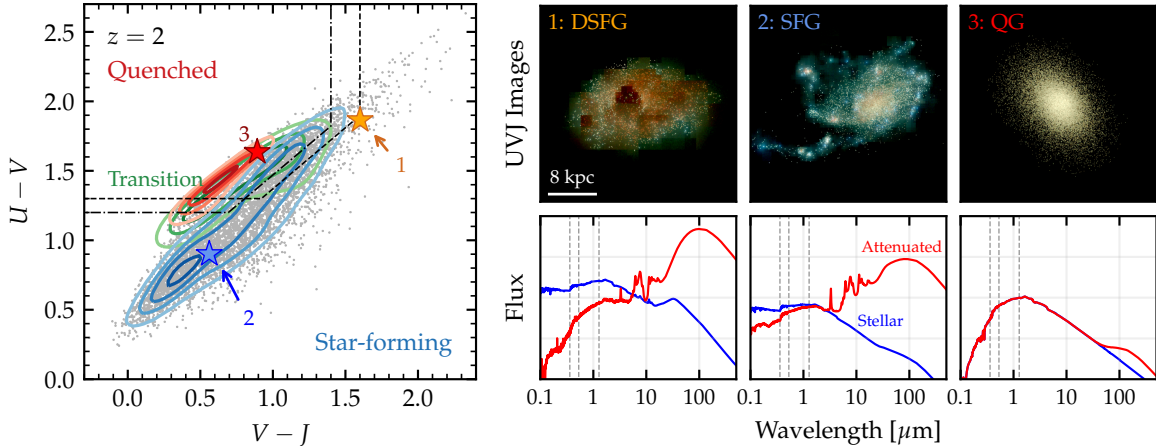 z = 2
Quenched
Transition
Star-forming
3
1
2
U − V
2.5
2.0
1.5
1.0
0.5
0.0
0.0 0.5 1.0 1.5 2.0
V − J
UVJ Images
1: DSFG
2: SFG
3: QG
8 kpc
Flux
Attenuated
Stellar
0.1 1 10 100
0.1 1 10 100
0.1 1 10 100
Wavelength [μm]